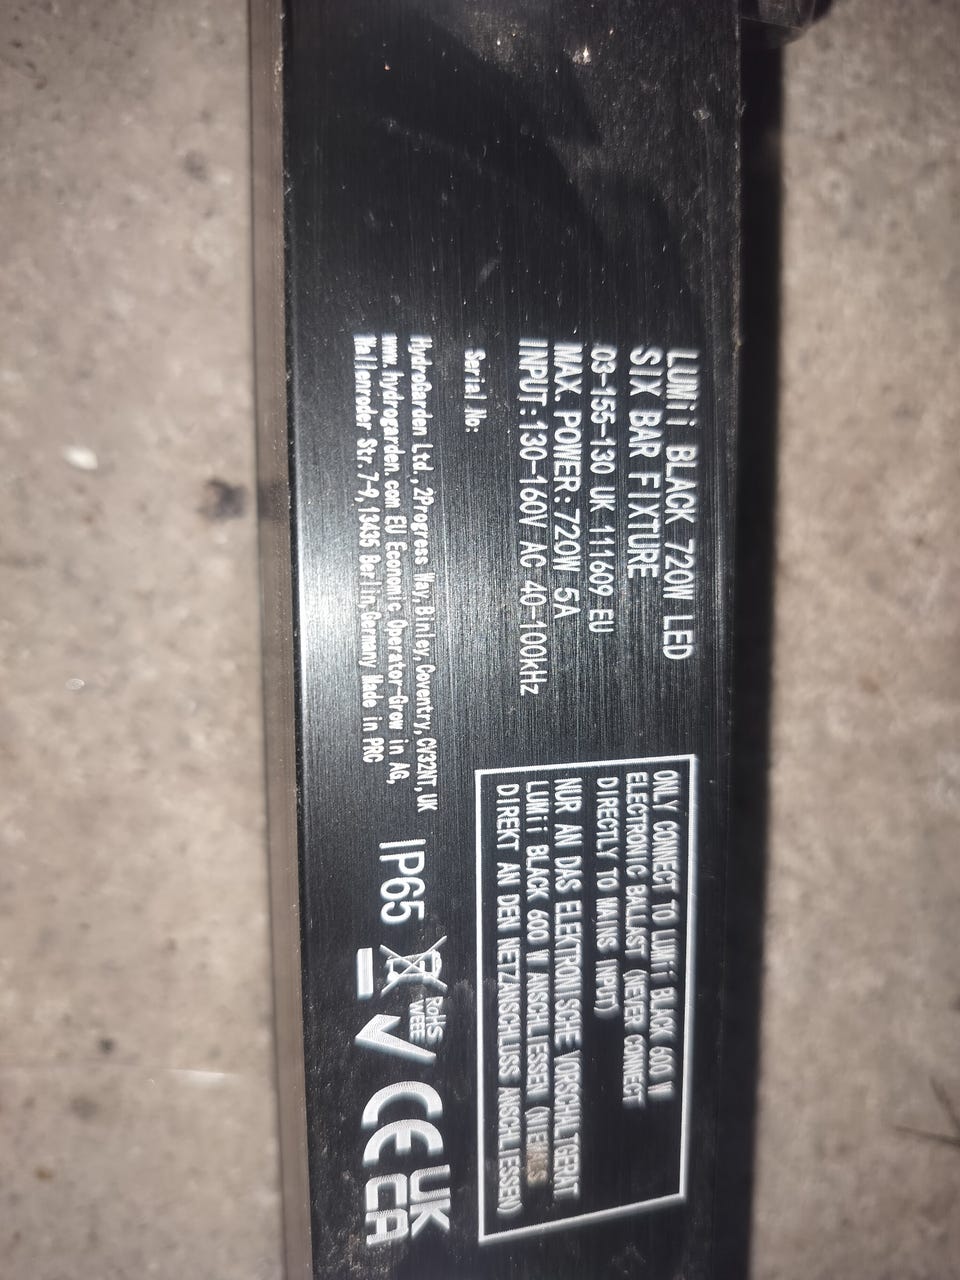 LUMii BLACK 720W LED
SIX BAR FIXTURE
03-155-130 UK 111609 EU
MAX. POWER:720W 5A
INPUT:130-160V AC 40-100kHz
Serial No:
HydroGarden Ltd., 2Progress Way, Binley, Coventry, CV32NT, UK
www.hydrogarden.com EU Economic Operator-Grow in AG,
Wallenroder Str. 7-9, 13435 Berlin, Germany Made in PRC
ONLY CONNECT TO LUMii BLACK 600 W
ELECTRONIC BALLAST (NEVER CONNECT
DIRECTLY TO MAINS INPUT)
NUR AN DAS ELEKTRONISCHE VORSCHALTGERAT
LUMii BLACK 600 W ANSCHLIESSEN (NIEMALS
DIREKT AN DEN NETZANSCHLUSS ANSCHLIESSEN)
IP65
RoHS
WEEE
CE
UK
CA